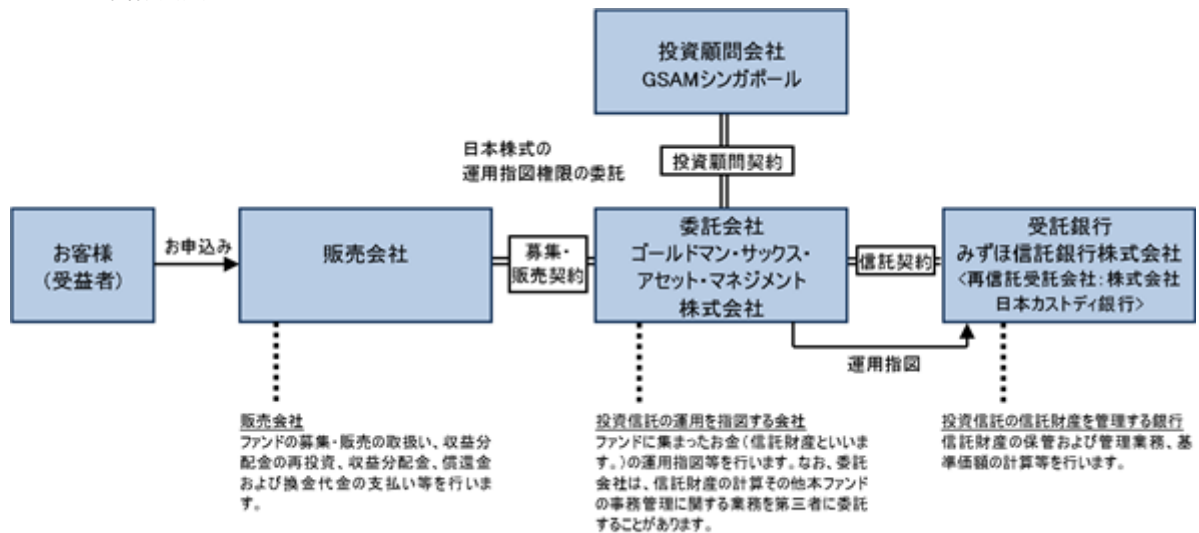 投資顧問会社
GSAMシンガポール
日本株式の
運用指図権限の委託
投資顧問契約
お客様
(受益者)
お申込み
販売会社
募集・
販売契約
委託会社
ゴールドマン・サックス・
アセット・マネジメント
株式会社
信託契約
受託銀行
みずほ信託銀行株式会社
<再信託受託会社:株式会社
日本カストディ銀行>
運用指図
販売会社
ファンドの募集・販売の取扱い、収益分
配金の再投資、収益分配金、償還金
および換金代金の支払い等を行いま
す。
投資信託の運用を指図する会社
ファンドに集まったお金(信託財産といいま
す。)の運用指図等を行います。なお、委託
会社は、信託財産の計算その他本ファンド
の事務管理に関する業務を第三者に委託
することがあります。
投資信託の信託財産を管理する銀行
信託財産の保管および管理業務、基
準価額の計算等を行います。